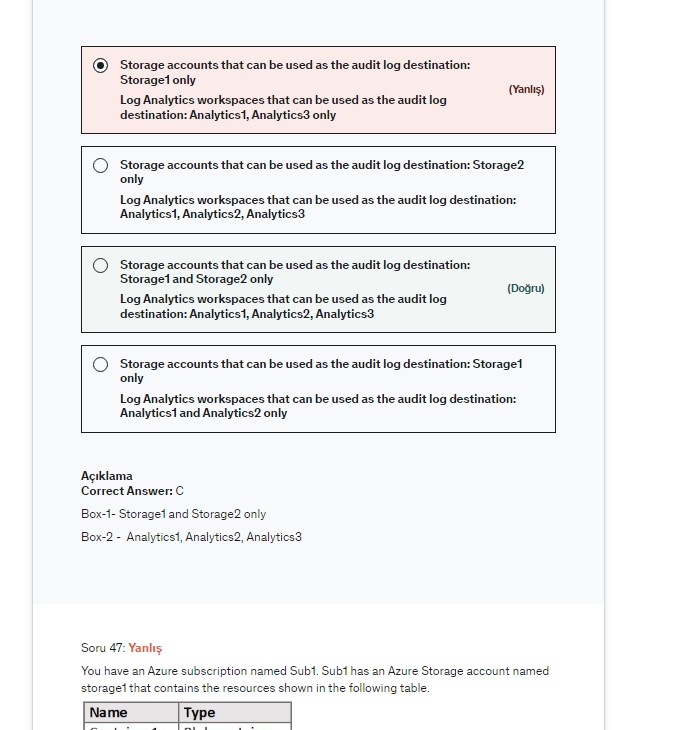 Storage accounts that can be used as the audit log destination:
Storage1 only
Log Analytics workspaces that can be used as the audit log
destination: Analytics1, Analytics3 only
(Yanlış)
Storage accounts that can be used as the audit log destination: Storage2
only
Log Analytics workspaces that can be used as the audit log destination:
Analytics1, Analytics2, Analytics3
Storage accounts that can be used as the audit log destination:
Storage1 and Storage2 only
Log Analytics workspaces that can be used as the audit log
destination: Analytics1, Analytics2, Analytics3
(Doğru)
Storage accounts that can be used as the audit log destination: Storage1
only
Log Analytics workspaces that can be used as the audit log destination:
Analytics1 and Analytics2 only
Açıklama
Correct Answer: C
Box-1- Storage1 and Storage2 only
Box-2 - Analytics1, Analytics2, Analytics3
Soru 47: Yanlış
You have an Azure subscription named Sub1. Sub1 has an Azure Storage account named
storage1 that contains the resources shown in the following table.
Name Type